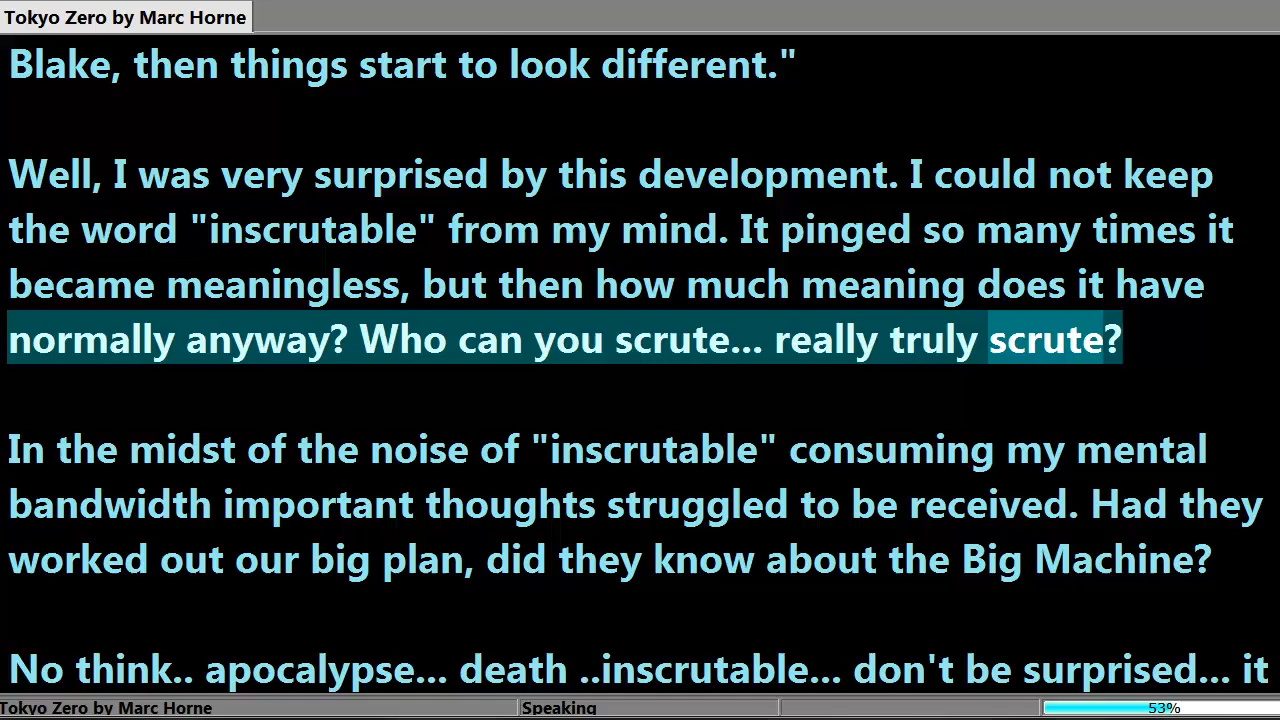 Tokyo Zero by Marc Horne
Blake, then things start to look different."
Well, I was very surprised by this development. I could not keep
the word "inscrutable" from my mind. It pinged so many times it
became meaningless, but then how much meaning does it have
normally anyway? Who can you scrute... really truly scrute?
In the midst of the noise of "inscrutable" consuming my mental
bandwidth important thoughts struggled to be received. Had they
worked out our big plan, did they know about the Big Machine?
No think.. apocalypse... death ..inscrutable... don't be surprised... it
Tokyo Zero by Marc Horne Speaking 53%